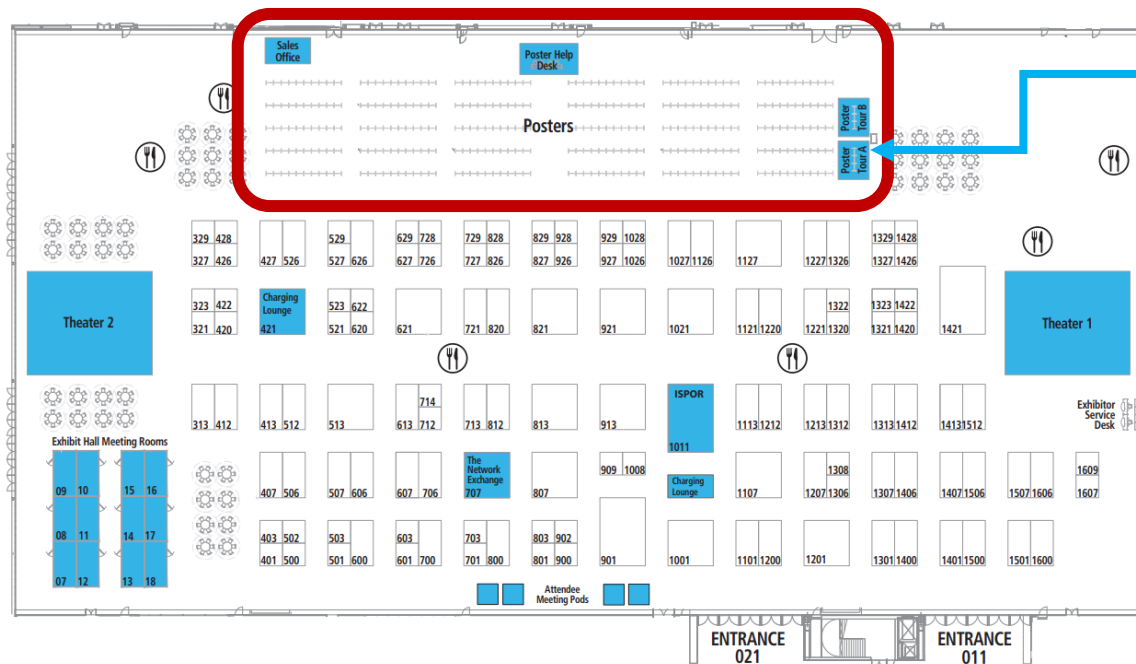 Sales
Office
Poster Help
Desk
Posters
Poster
Tour B
Poster
Tour A
329 428 529 629 728 729 828 829 928 929 1028 1329 1428
327 426 427 526 527 626 627 726 727 826 827 926 927 1026 1027 1126 1127 1227 1326 1327 1426
Theater 2
323 422
321 420
Charging
Lounge
421
523 622
521 620
621
721 820
821
921
1021
1121 1220
1322
1221 1320
1323 1422
1321 1420
1421
Theater 1
313 412
413 512
513
714
613 712
713 812
813
913
ISPOR
1011
1113 1212
1213 1312
1313 1412
1413 1512
Exhibitor
Service
Desk
Exhibit Hall Meeting Rooms
09 10 15 16
08 11 14 17
07 12 13 18
407 506
507 606
607 706
The
Network
Exchange
707
807
909 1008
Charging
Lounge
1107
1308
1207 1306
1307 1406
1407 1506
1507 1606
1609
1607
403 502 503 603 703 803 902
401 500 501 600 601 700 701 800 801 900 901 1001 1101 1200 1201 1301 1400 1401 1500 1501 1600
Attendee
Meeting Pods
ENTRANCE
021
ENTRANCE
011